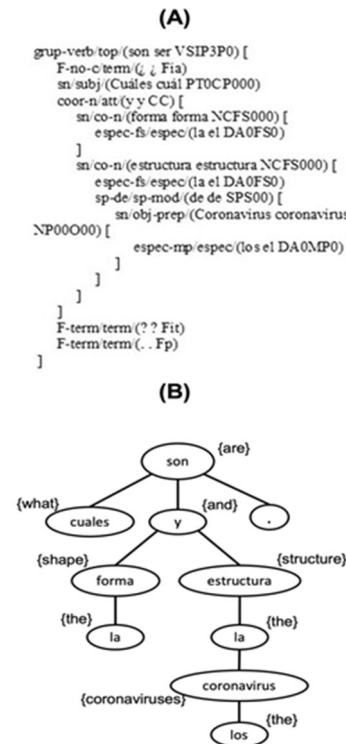 (A)
grup-verb/top/(son ser VSIP3P0) [
F-no-c/term/(¿ ¿ Fia)
sn/subj/(Cuáles cuál PT0CP000)
coor-n/att/(y y CC) [
sn/co-n/(forma forma NCFS000) [
espec-fs/espec/(la el DA0FS0)
]
sn/co-n/(estructura estructura NCFS000) [
espec-fs/espec/(la el DA0FS0)
sp-de/sp-mod/(de de SPS00) [
sn/obj-prep/(Coronavirus coronavirus
NP00O00) [
espec-mp/espec/(los el DA0MP0)
]
]
]
]
F-term/term/(? ? Fit)
F-term/term/(. . Fp)
]
(B)
son {are}
{what} cuales y {and} .
{shape} forma estructura {structure}
{the} la la {the}
{coronaviruses} coronavirus
los {the}